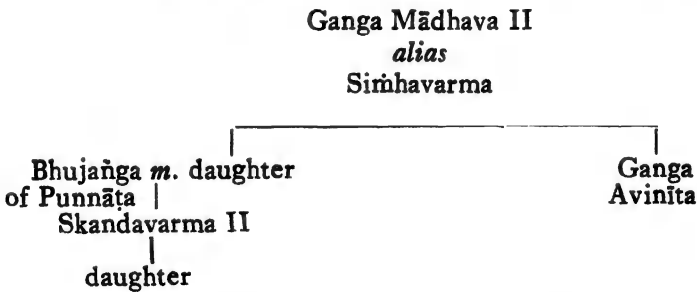 Ganga Mādhava II
alias
Siṁhavarma
Bhujaṅga m. daughter
of Punnāṭa
Skandavarma II
daughter
Ganga
Avinīta